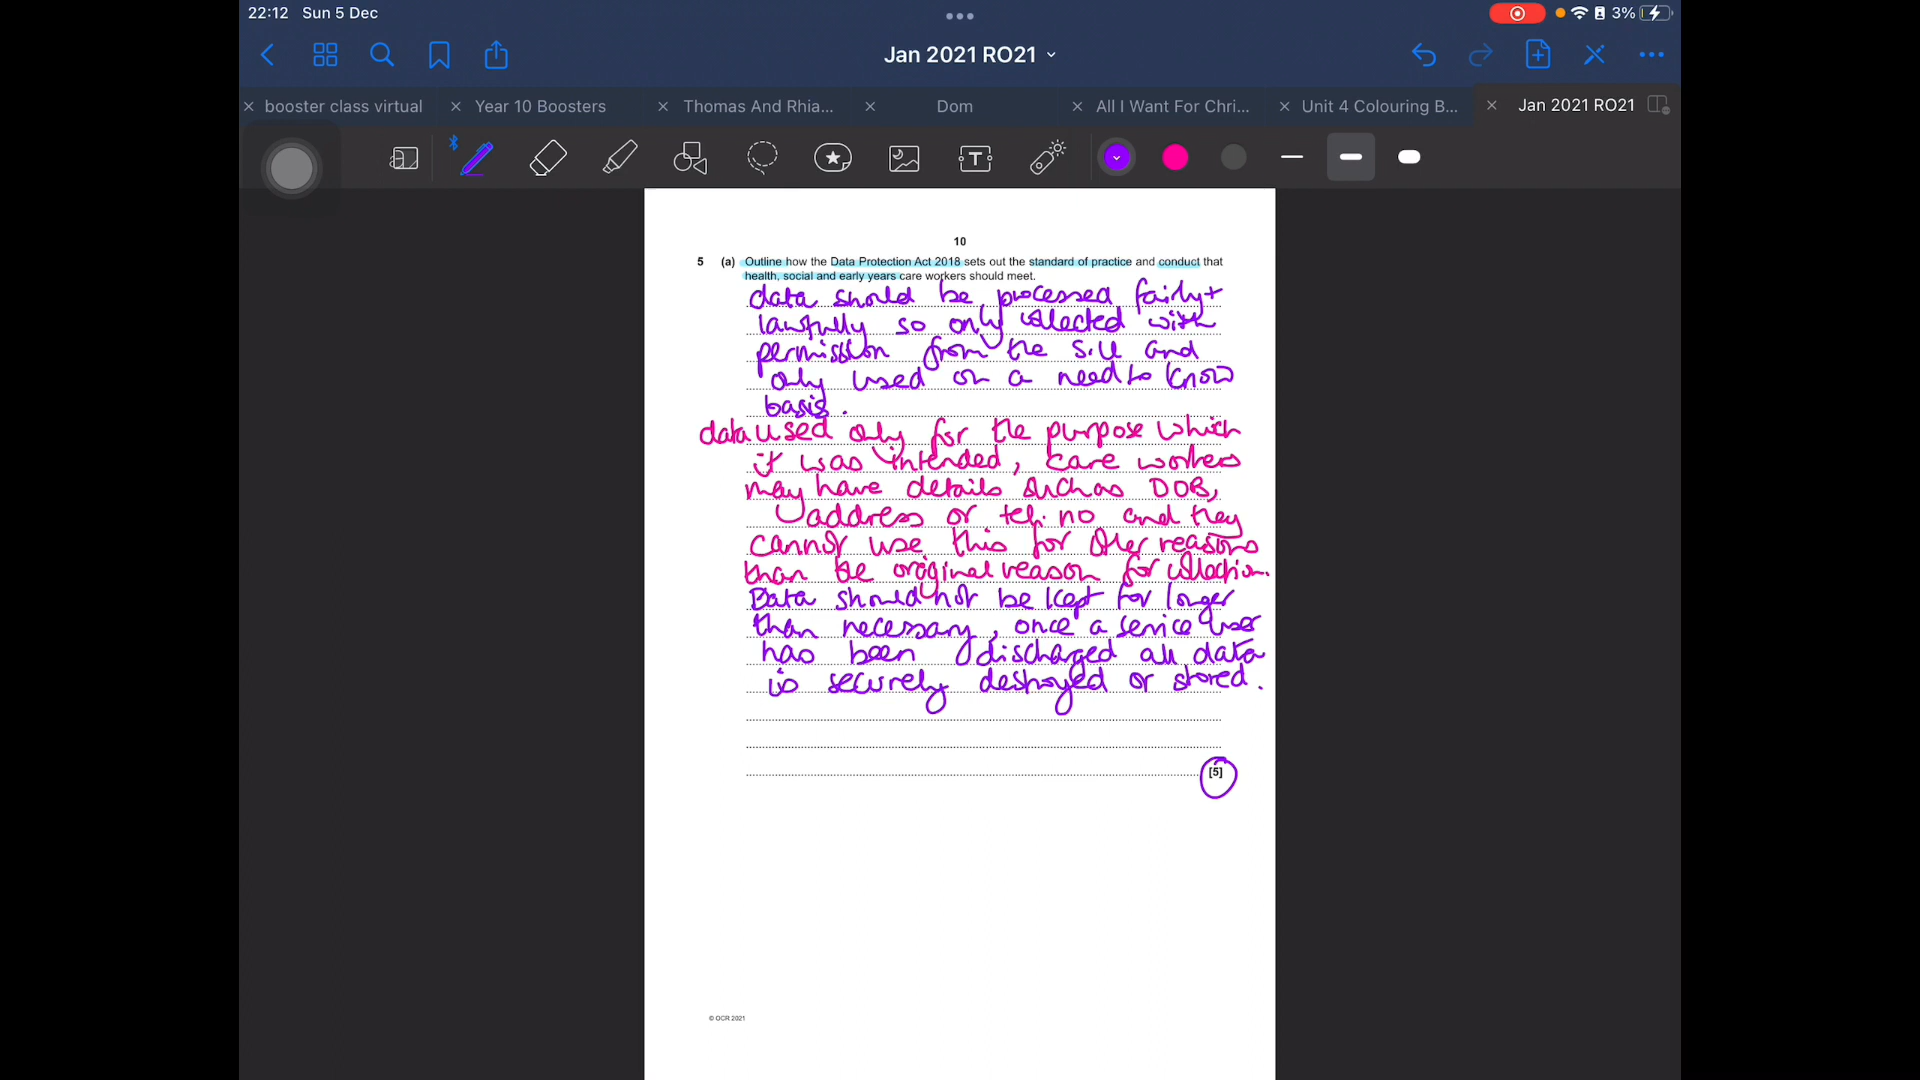 22:12 Sun 5 Dec
3%
Jan 2021 RO21
booster class virtual
Year 10 Boosters
Thomas And Rhia...
Dom
All I Want For Chri...
Unit 4 Colouring B...
Jan 2021 RO21
10
5 (a) Outline how the Data Protection Act 2018 sets out the standard of practice and conduct that
health, social and early years care workers should meet.
data should be processed fairly +
lawfully so only collected with
permission from the S.U and
only used on a need to know
basis.
data used only for the purpose which
it was intended, care workers
may have details such as DOB,
address or tel. no and they
cannot use this for other reasons
than the original reason for collection.
Data should not be kept for longer
than necessary, once a service user
has been discharged all data
is securely destroyed or stored.
[5]
© OCR 2021